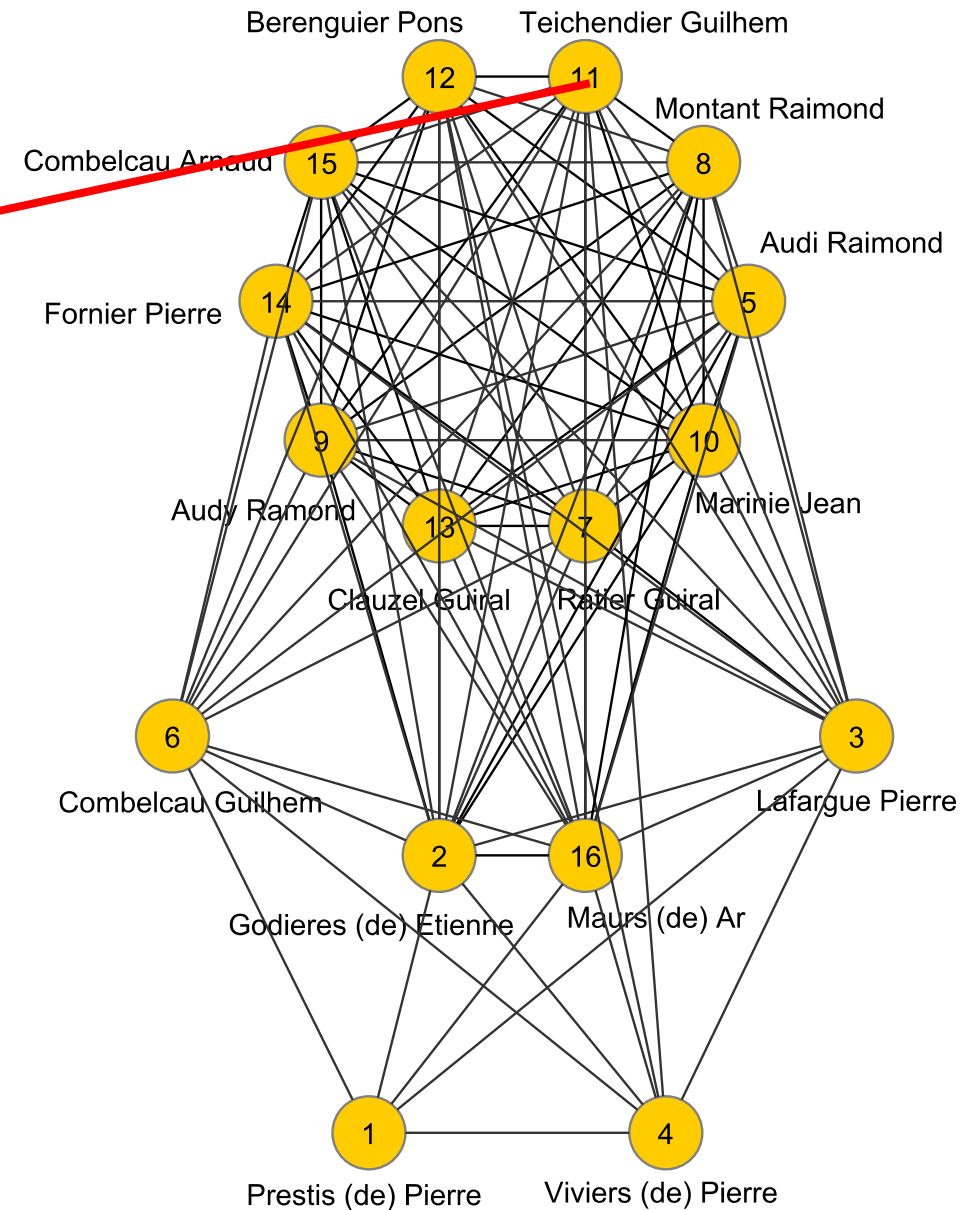 Berenguier Pons
Teichendier Guilhem
12
11
Montant Raimond
Combelcau Arnaud
15
8
Audi Raimond
14
5
Fornier Pierre
9
10
Audy Ramond
Marinie Jean
13
7
Clauzel Guiral
Ratier Guiral
6
3
Combelcau Guilhem
Lafargue Pierre
2
16
Godieres (de) Etienne
Maurs (de) Ar
1
4
Prestis (de) Pierre
Viviers (de) Pierre